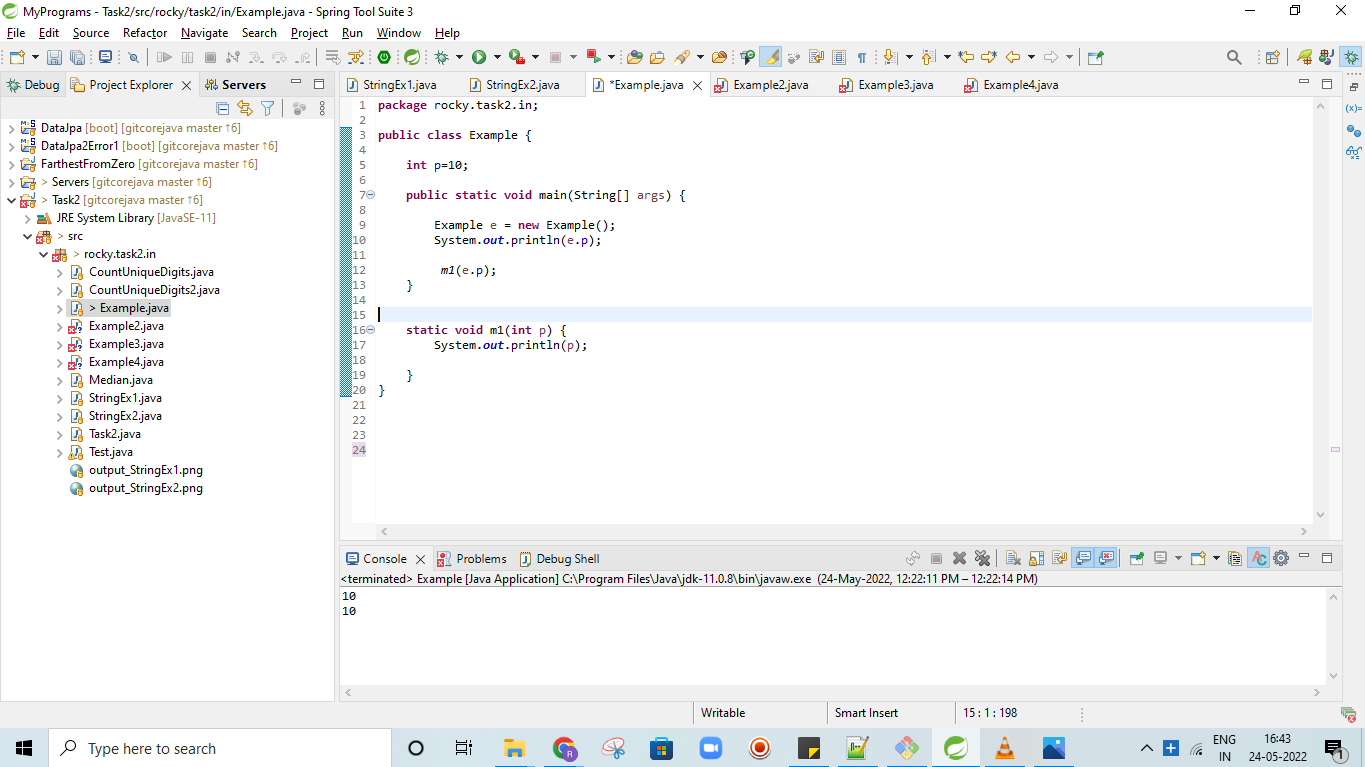 MyPrograms - Task2/src/rocky/task2/in/Example.java - Spring Tool Suite 3
File Edit Source Refactor Navigate Search Project Run Window Help
Debug Project Explorer Servers
DataJpa [boot] [gitcorejava master ↑6]
DataJpa2Error1 [boot] [gitcorejava master ↑6]
FarthestFromZero [gitcorejava master ↑6]
> Servers [gitcorejava master ↑6]
> Task2 [gitcorejava master ↑6]
JRE System Library [JavaSE-11]
> src
> rocky.task2.in
CountUniqueDigits.java
CountUniqueDigits2.java
> Example.java
Example2.java
Example3.java
Example4.java
Median.java
StringEx1.java
StringEx2.java
Task2.java
Test.java
output_StringEx1.png
output_StringEx2.png
StringEx1.java StringEx2.java *Example.java Example2.java Example3.java Example4.java
1 package rocky.task2.in;
2
3 public class Example {
4
5 int p=10;
6
7 public static void main(String[] args) {
8
9 Example e = new Example();
10 System.out.println(e.p);
11
12 m1(e.p);
13 }
14
15
16 static void m1(int p) {
17 System.out.println(p);
18
19 }
20 }
21
22
23
24
Console Problems Debug Shell
<terminated> Example [Java Application] C:\Program Files\Java\jdk-11.0.8\bin\javaw.exe (24-May-2022, 12:22:11 PM – 12:22:14 PM)
10
10
Writable Smart Insert 15 : 1 : 198
Type here to search
ENG
IN
16:43
24-05-2022
1